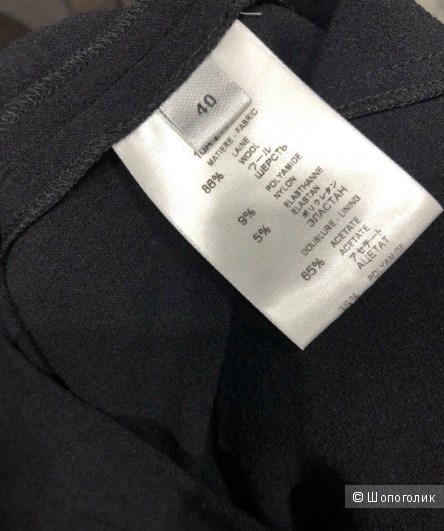 40
MATIERE - FABRIC
86% LAINE
WOOL
ウール
ШЕРСТЬ
9% POLYAMIDE
NYLON
5% ELASTHANNE
ELASTAN
ポリウレタン
ЭЛАСТАН
DOUBLURE - LINING
65% ACETATE
ACETATE
アセテート
АЦЕТАТ
35%
© Шопоголик